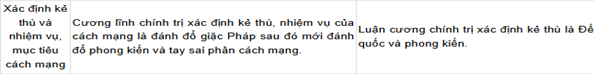 Xác định kẻ
thù và
nhiệm vụ,
mục tiêu
cách mạng
Cương lĩnh chính trị xác định kẻ thù, nhiệm vụ của
cách mạng là đánh đổ giặc Pháp sau đó mới đánh
đổ phong kiến và tay sai phản cách mạng.
Luận cương chính trị xác định kẻ thù là Đế
quốc và phong kiến.